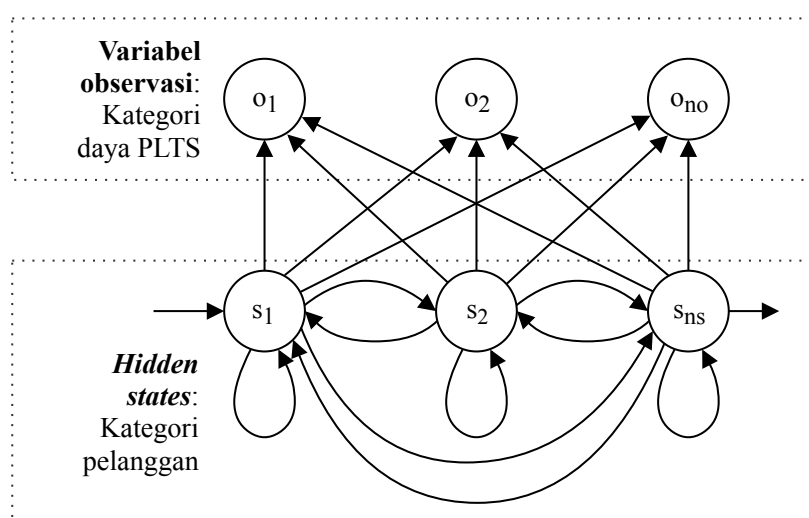 Variabel
observasi:
Kategori
daya PLTS
o1
o2
ono
s1
s2
sns
Hidden
states:
Kategori
pelanggan